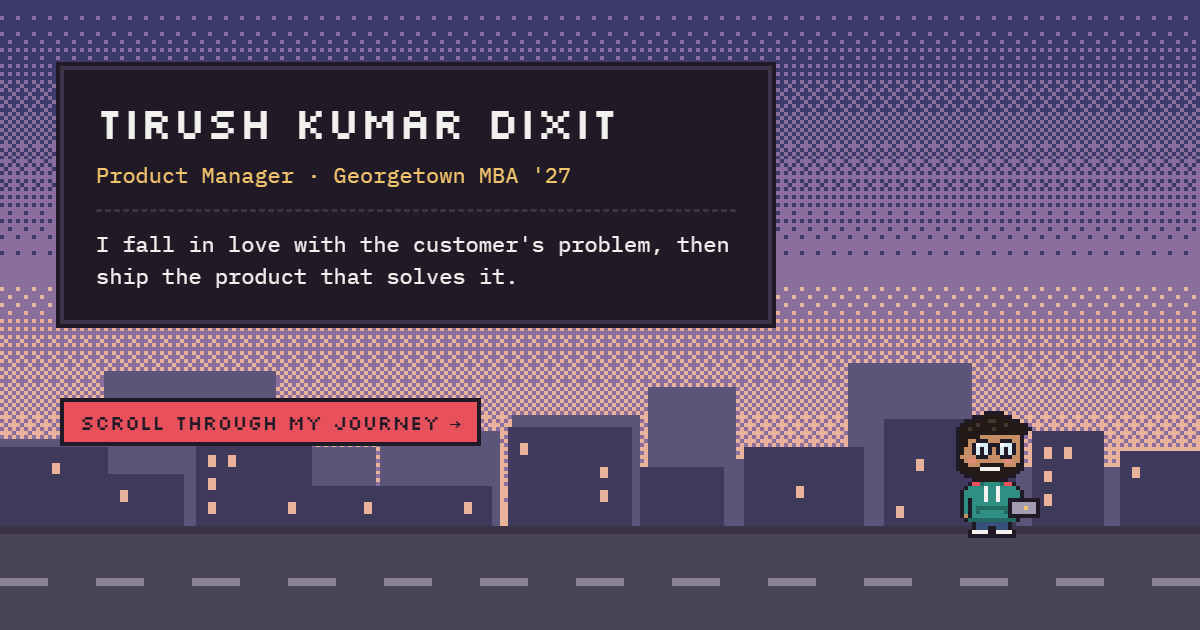 TIRUSH KUMAR DIXIT
Product Manager · Georgetown MBA '27
I fall in love with the customer's problem, then
ship the product that solves it.
SCROLL THROUGH MY JOURNEY →